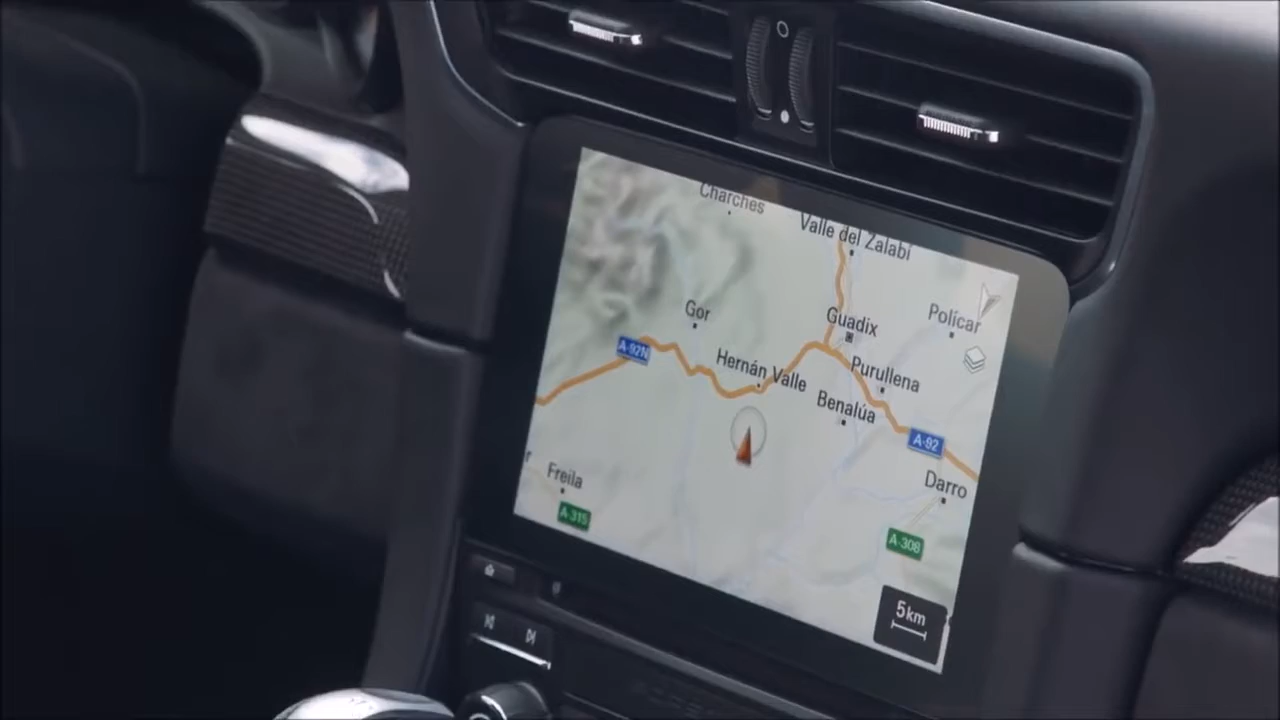 Charches
Valle del Zalabí
Gor
Guadix
Polícar
A-92N
Hernán Valle
Purullena
Benalúa
A-92
Freila
Darro
A-315
A-308
5km